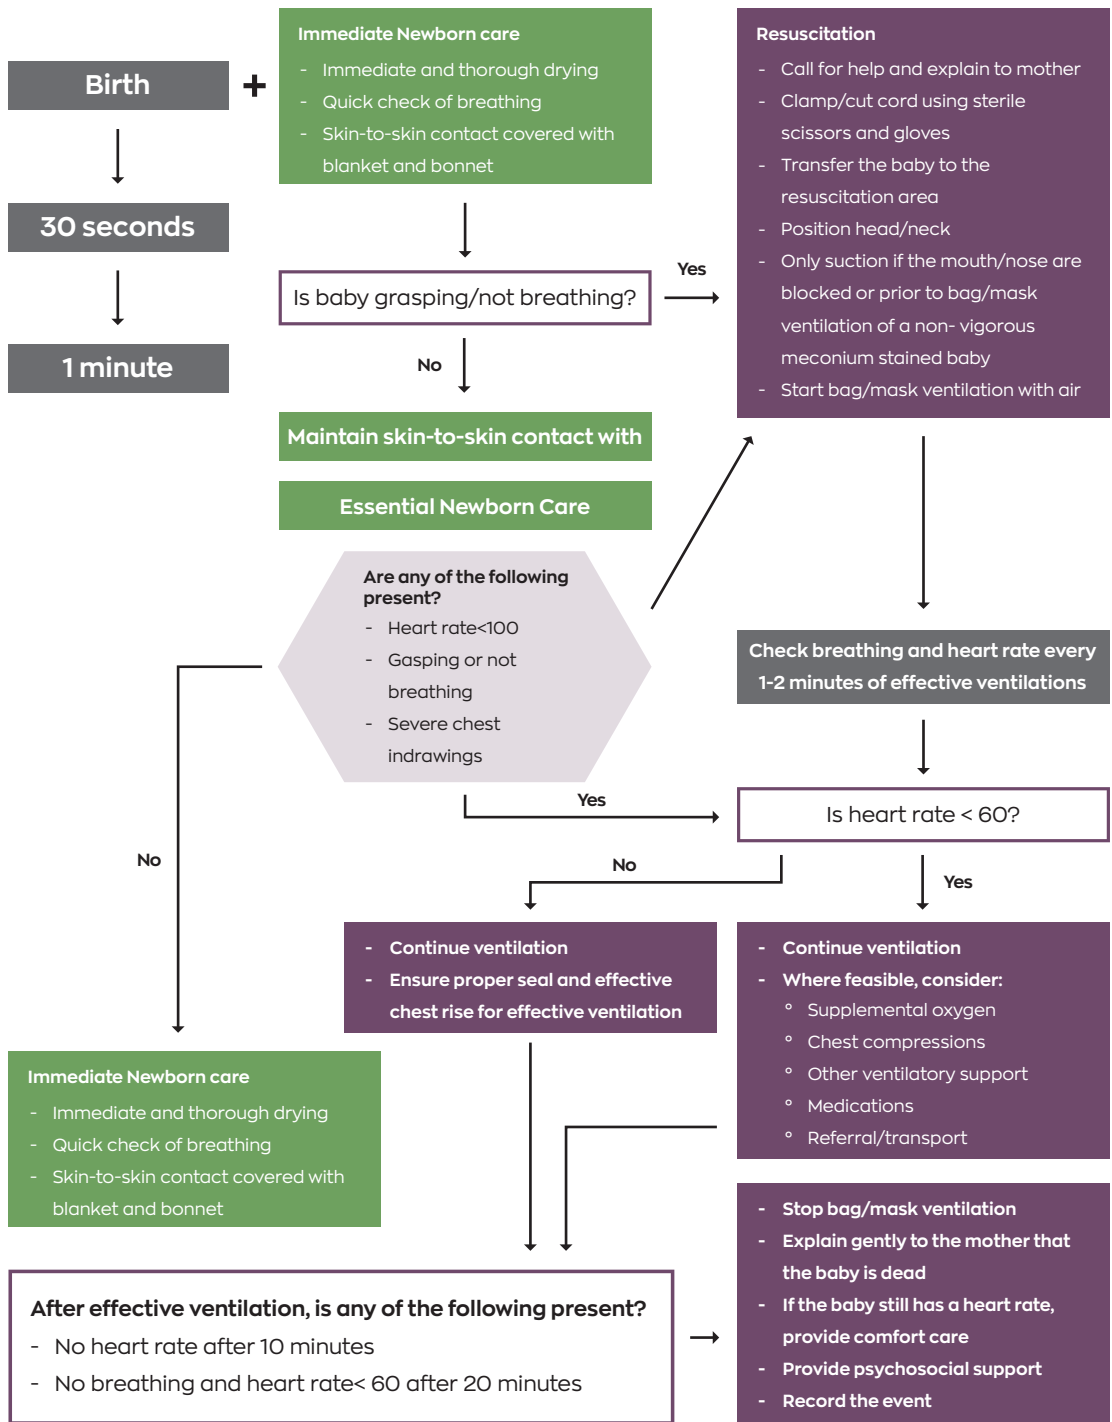 Birth
+
30 seconds
1 minute
Immediate Newborn care
- Immediate and thorough drying
- Quick check of breathing
- Skin-to-skin contact covered with
blanket and bonnet
Is baby grasping/not breathing?
Yes
No
Maintain skin-to-skin contact with
Essential Newborn Care
Resuscitation
- Call for help and explain to mother
- Clamp/cut cord using sterile
scissors and gloves
- Transfer the baby to the
resuscitation area
- Position head/neck
- Only suction if the mouth/nose are
blocked or prior to bag/mask
ventilation of a non- vigorous
meconium stained baby
- Start bag/mask ventilation with air
Are any of the following
present?
- Heart rate<100
- Gasping or not
breathing
- Severe chest
indrawings
Check breathing and heart rate every
1-2 minutes of effective ventilations
Yes
Is heart rate < 60?
No
No
Yes
- Continue ventilation
- Ensure proper seal and effective
chest rise for effective ventilation
- Continue ventilation
- Where feasible, consider:
° Supplemental oxygen
° Chest compressions
° Other ventilatory support
° Medications
° Referral/transport
Immediate Newborn care
- Immediate and thorough drying
- Quick check of breathing
- Skin-to-skin contact covered with
blanket and bonnet
After effective ventilation, is any of the following present?
- No heart rate after 10 minutes
- No breathing and heart rate< 60 after 20 minutes
- Stop bag/mask ventilation
- Explain gently to the mother that
the baby is dead
- If the baby still has a heart rate,
provide comfort care
- Provide psychosocial support
- Record the event